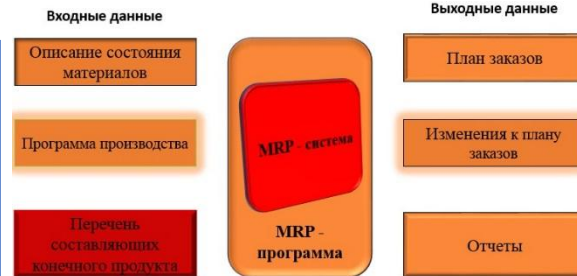 Входные данные
Выходные данные
Описание состояния
материалов
Программа производства
Перечень
составляющих
конечного продукта
MRP - система
MRP -
программа
План заказов
Изменения к плану
заказов
Отчеты